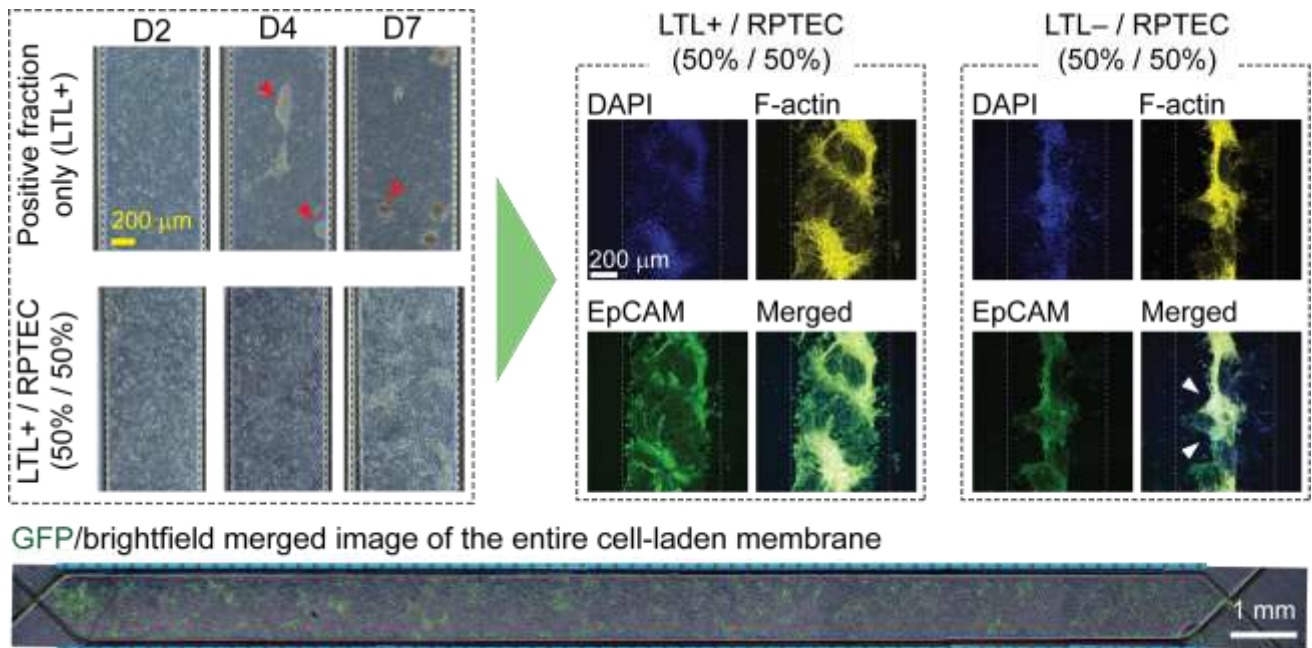 D2
D4
D7
Positive fraction
only (LTL+)
200 µm
LTL+ / RPTEC
(50% / 50%)
LTL+ / RPTEC
(50% / 50%)
DAPI
F-actin
200 µm
EpCAM
Merged
LTL– / RPTEC
(50% / 50%)
DAPI
F-actin
EpCAM
Merged
GFP/brightfield merged image of the entire cell-laden membrane
1 mm